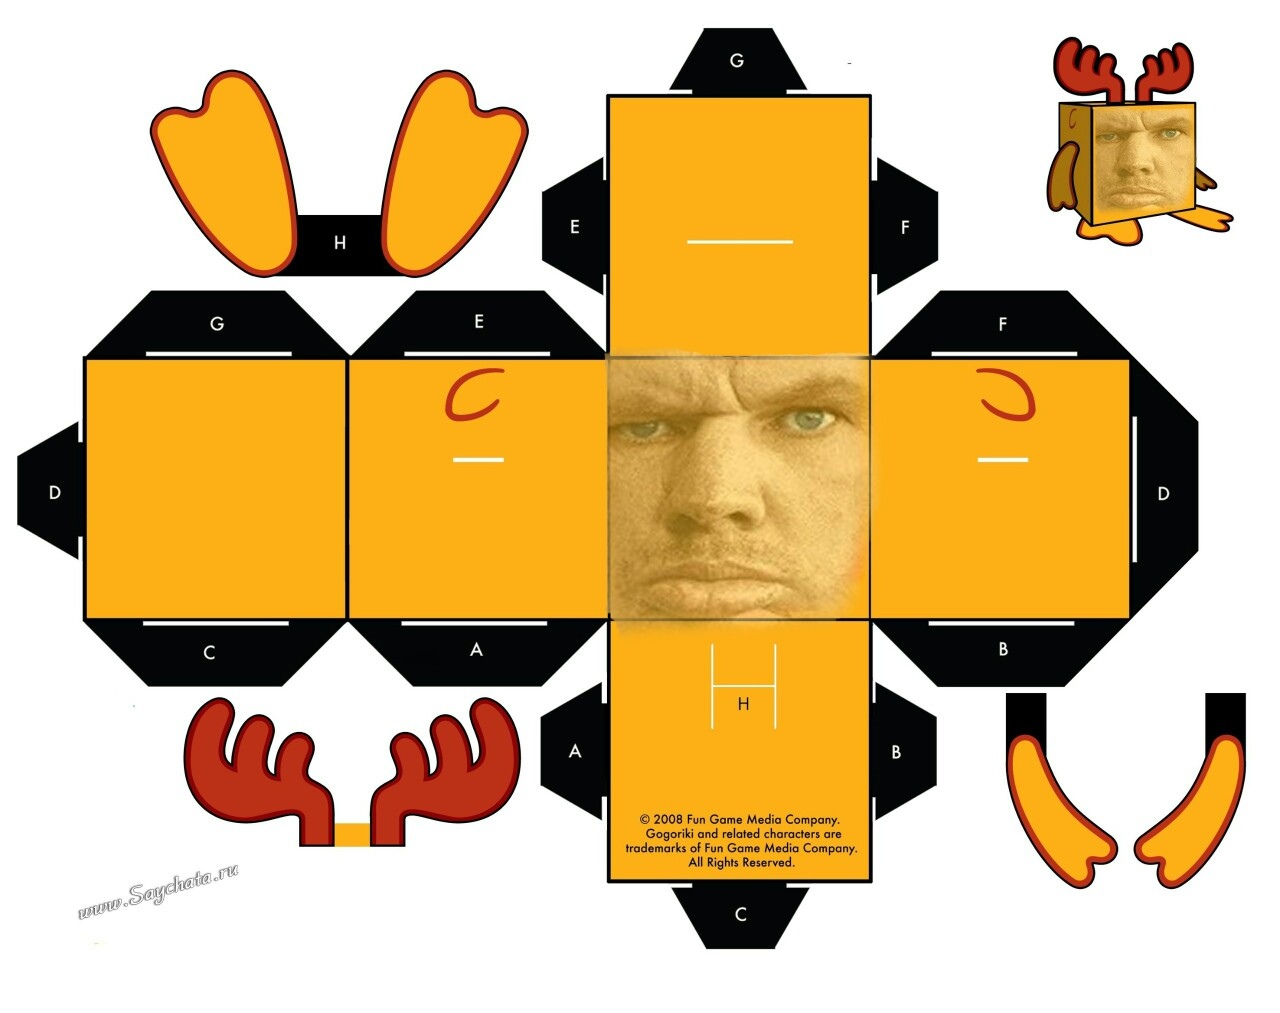 G
E
F
H
G
E
F
D
D
C
A
B
H
A
B
© 2008 Fun Game Media Company.
Gogoriki and related characters are
trademarks of Fun Game Media Company.
All Rights Reserved.
www.Saychata.ru
C